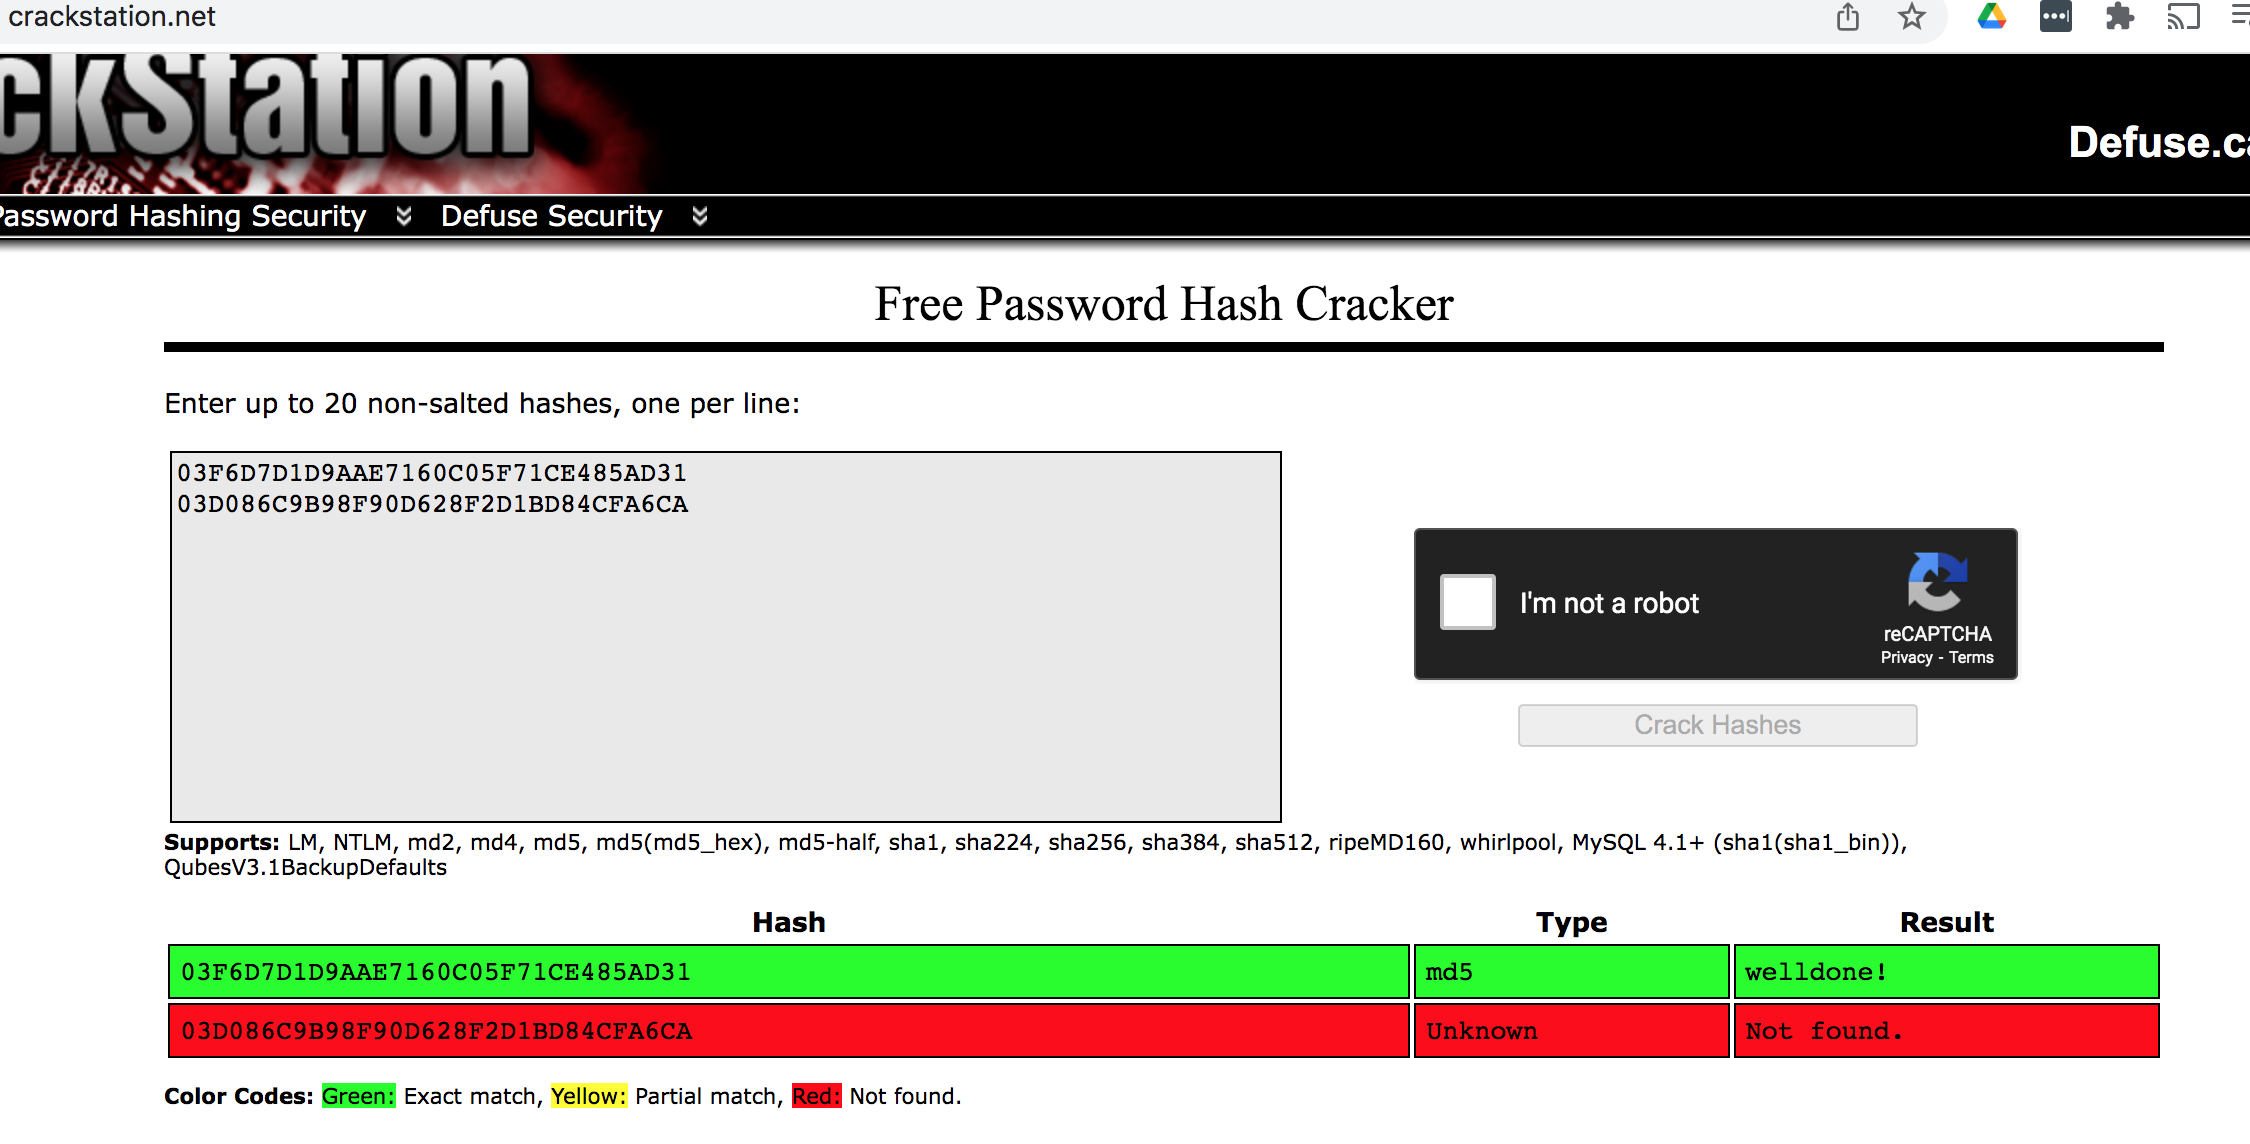 crackstation.net
ckStation
Defuse.ca
Password Hashing Security
Defuse Security
Free Password Hash Cracker
Enter up to 20 non-salted hashes, one per line:
03F6D7D1D9AAE7160C05F71CE485AD31
03D086C9B98F90D628F2D1BD84CFA6CA
I'm not a robot
reCAPTCHA
Privacy - Terms
Crack Hashes
Supports: LM, NTLM, md2, md4, md5, md5(md5_hex), md5-half, sha1, sha224, sha256, sha384, sha512, ripeMD160, whirlpool, MySQL 4.1+ (sha1(sha1_bin)),
QubesV3.1BackupDefaults
Hash Type Result
03F6D7D1D9AAE7160C05F71CE485AD31 md5 welldone!
03D086C9B98F90D628F2D1BD84CFA6CA Unknown Not found.
Color Codes: Green: Exact match, Yellow: Partial match, Red: Not found.